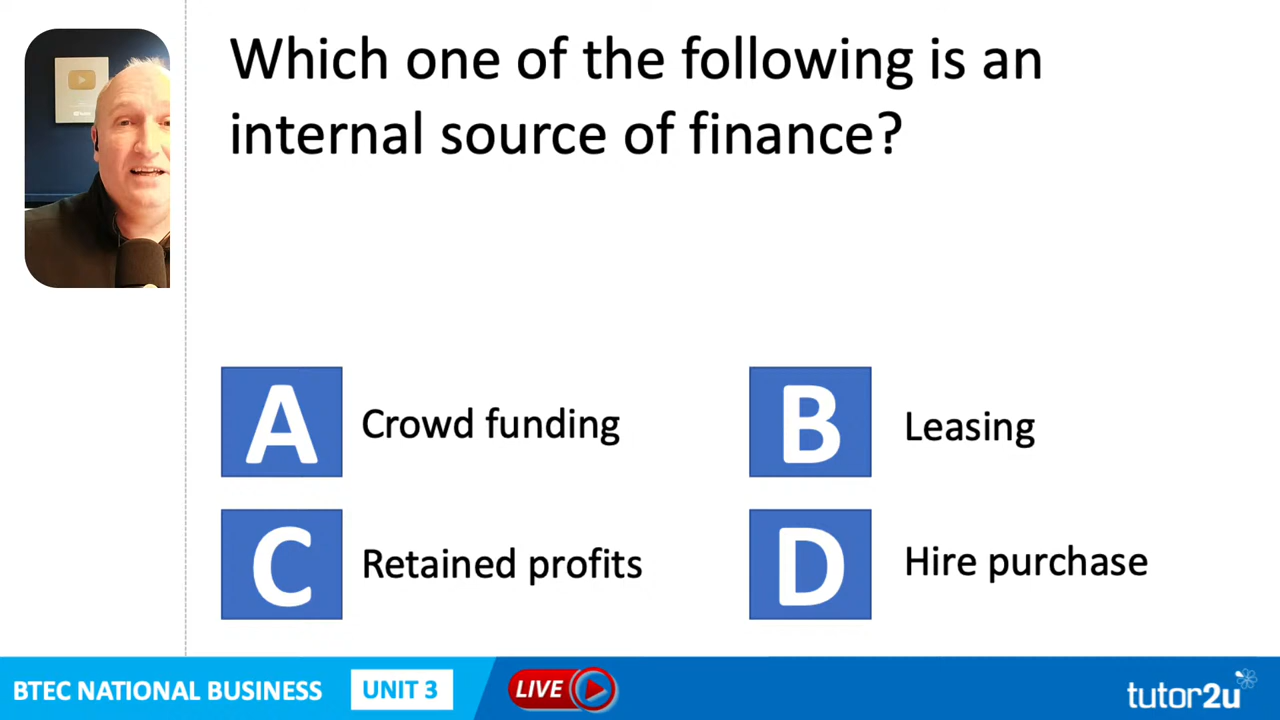 Which one of the following is an
internal source of finance?
A Crowd funding
B Leasing
C Retained profits
D Hire purchase
BTEC NATIONAL BUSINESS UNIT 3 LIVE tutor2u